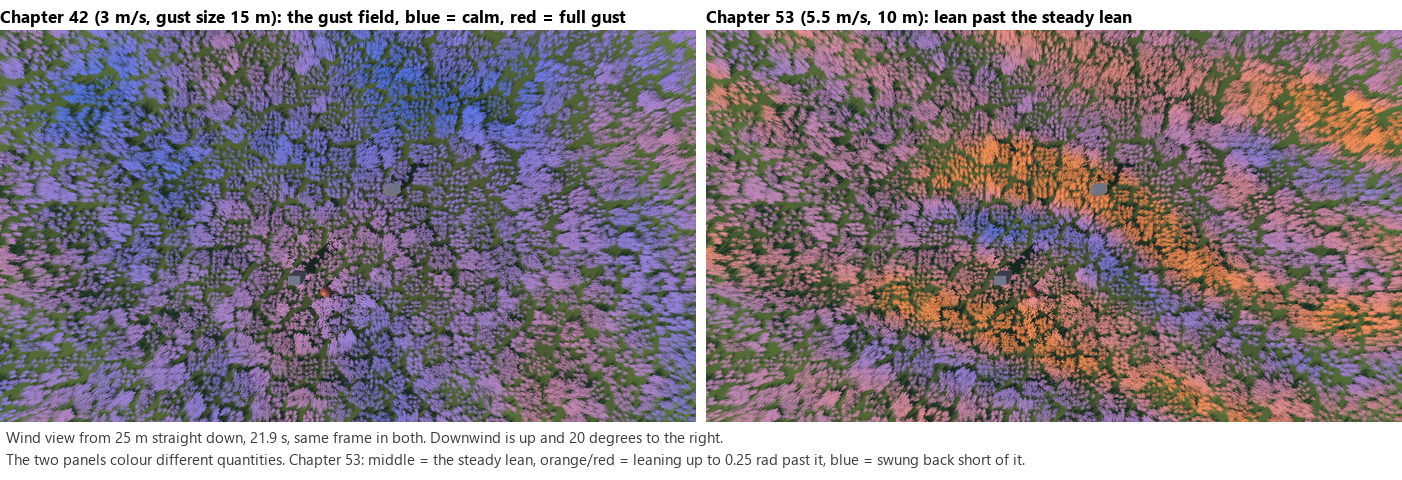 Chapter 42 (3 m/s, gust size 15 m): the gust field, blue = calm, red = full gust
Chapter 53 (5.5 m/s, 10 m): lean past the steady lean
Wind view from 25 m straight down, 21.9 s, same frame in both. Downwind is up and 20 degrees to the right.
The two panels colour different quantities. Chapter 53: middle = the steady lean, orange/red = leaning up to 0.25 rad past it, blue = swung back short of it.